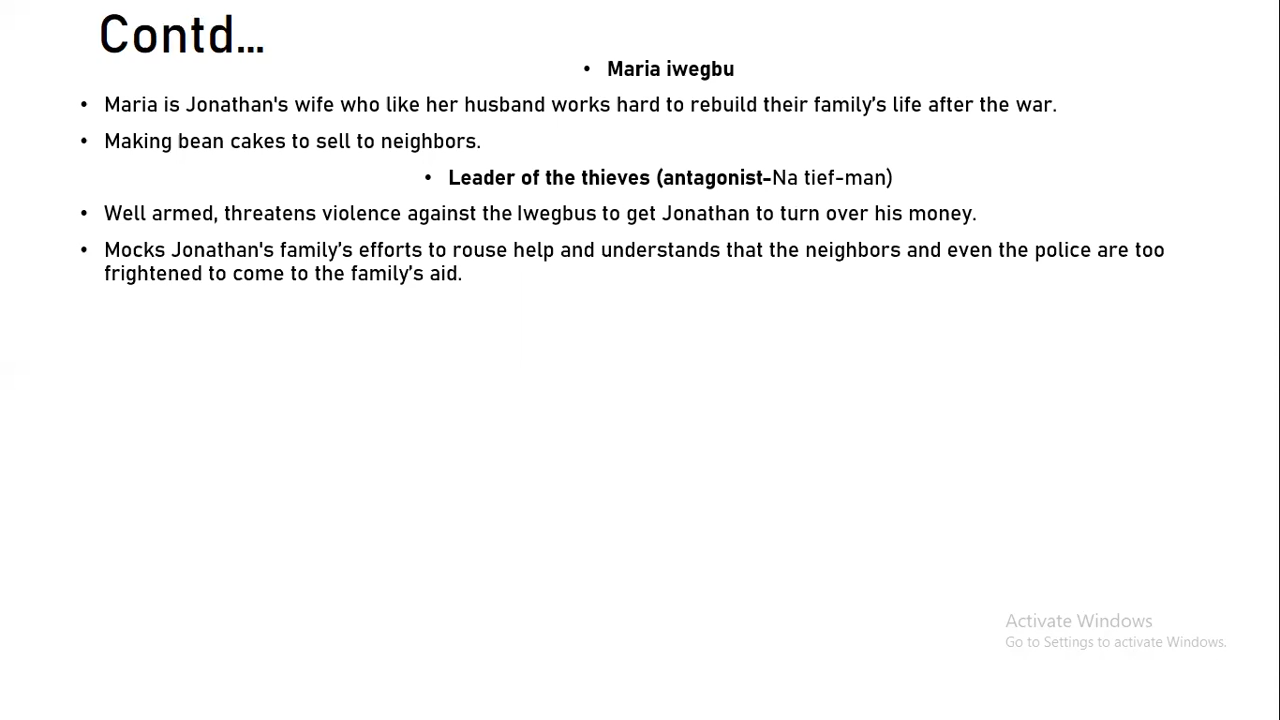 Contd...
• Maria iwegbu
• Maria is Jonathan's wife who like her husband works hard to rebuild their family’s life after the war.
• Making bean cakes to sell to neighbors.
• Leader of the thieves (antagonist-Na tief-man)
• Well armed, threatens violence against the Iwegbus to get Jonathan to turn over his money.
• Mocks Jonathan's family’s efforts to rouse help and understands that the neighbors and even the police are too
frightened to come to the family’s aid.
Activate Windows
Go to Settings to activate Windows.